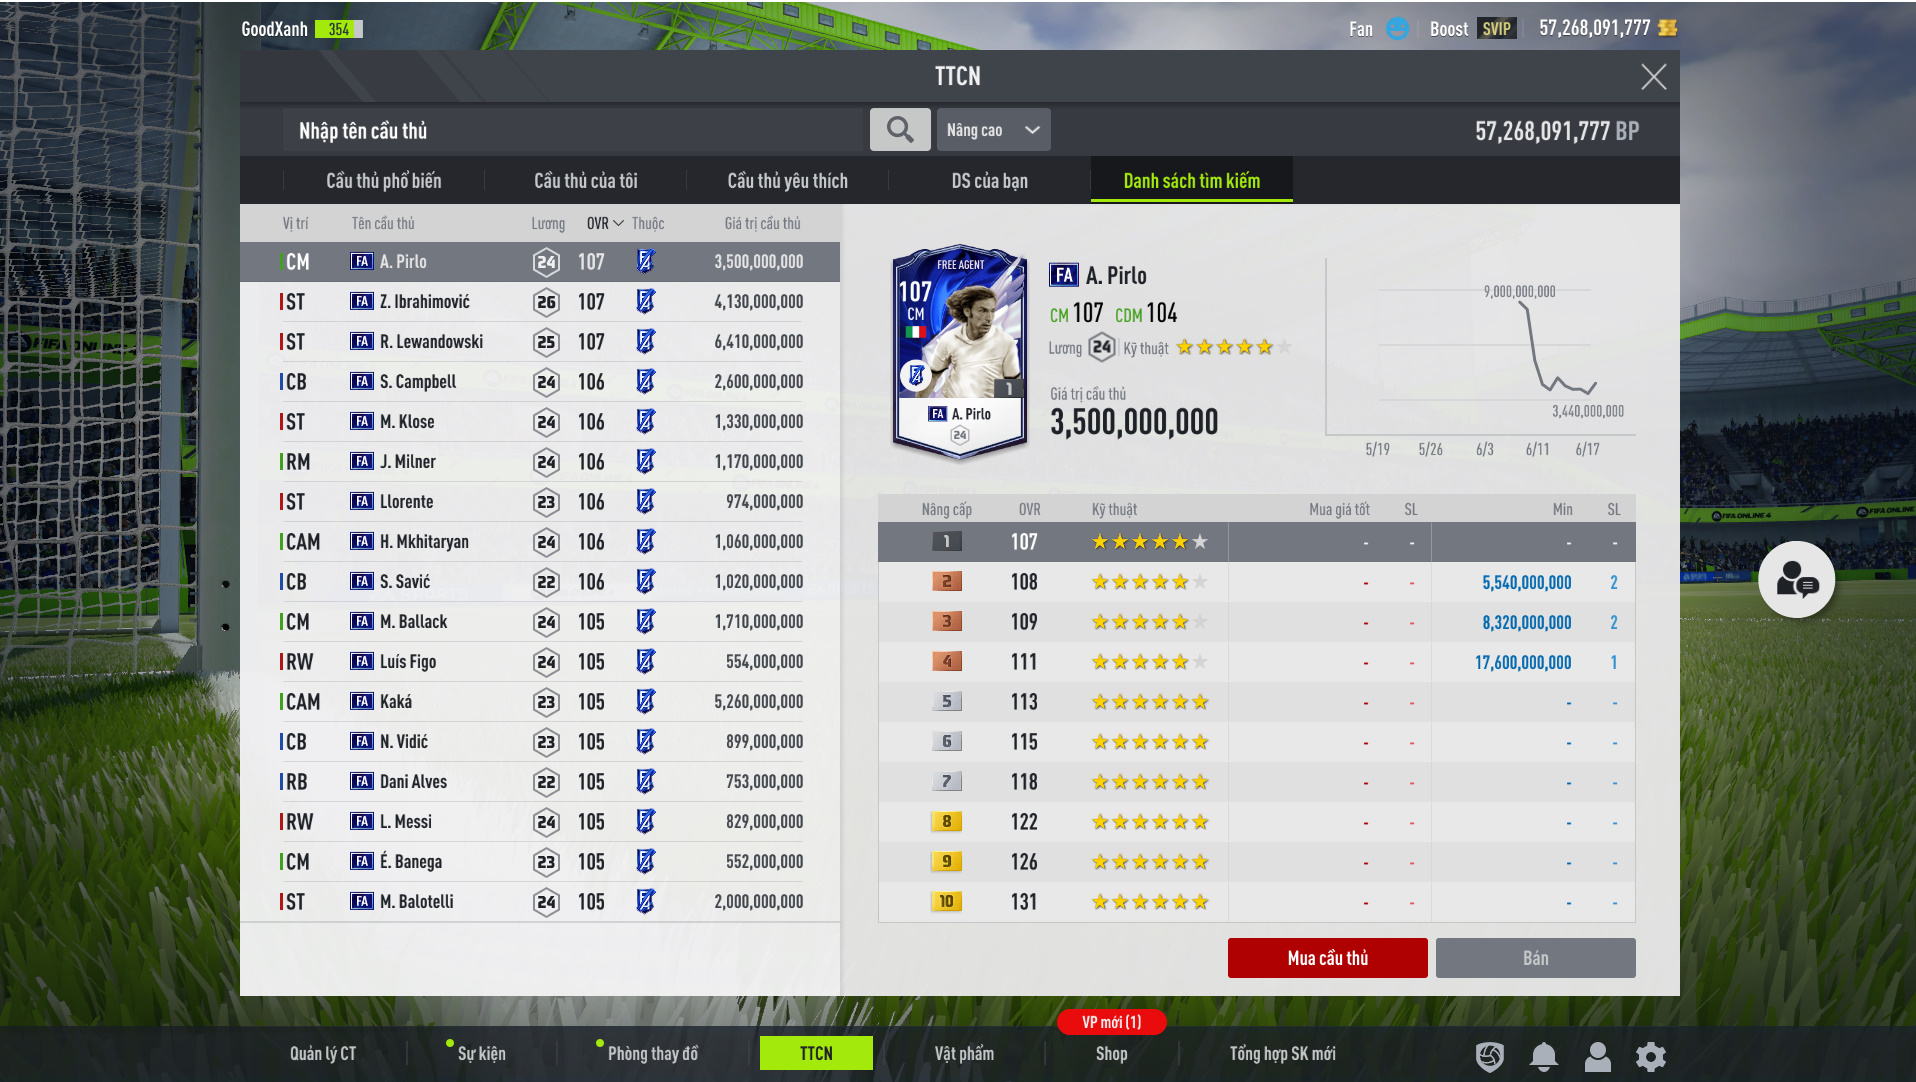 GoodXanh 354
Fan Boost SVIP 57,268,091,777
TTCN
Nhập tên cầu thủ Nâng cao 57,268,091,777 BP
Cầu thủ phổ biến Cầu thủ của tôi Cầu thủ yêu thích DS của bạn Danh sách tìm kiếm
Vị trí Tên cầu thủ Lương OVR Thuộc Giá trị cầu thủ
CM FA A. Pirlo 24 107 3,500,000,000
ST FA Z. Ibrahimović 26 107 4,130,000,000
ST FA R. Lewandowski 25 107 6,410,000,000
CB FA S. Campbell 24 106 2,600,000,000
ST FA M. Klose 24 106 1,330,000,000
RM FA J. Milner 24 106 1,170,000,000
ST FA Llorente 23 106 974,000,000
CAM FA H. Mkhitaryan 24 106 1,060,000,000
CB FA S. Savić 22 106 1,020,000,000
CM FA M. Ballack 24 105 1,710,000,000
RW FA Luís Figo 24 105 554,000,000
CAM FA Kaká 23 105 5,260,000,000
CB FA N. Vidić 23 105 899,000,000
RB FA Dani Alves 22 105 753,000,000
RW FA L. Messi 24 105 829,000,000
CM FA É. Banega 23 105 552,000,000
ST FA M. Balotelli 24 105 2,000,000,000
FREE AGENT
107
CM
1
FA A. Pirlo
24
FA A. Pirlo
CM 107 CDM 104
Lương 24 Kỹ thuật
Giá trị cầu thủ
3,500,000,000
9,000,000,000
3,440,000,000
5/19 5/26 6/3 6/11 6/17
Nâng cấp OVR Kỹ thuật Mua giá tốt SL Min SL
1 107 - - - -
2 108 - - 5,540,000,000 2
3 109 - - 8,320,000,000 2
4 111 - - 17,600,000,000 1
5 113 - - - -
6 115 - - - -
7 118 - - - -
8 122 - - - -
9 126 - - - -
10 131 - - - -
Mua cầu thủ Bán
FIFA ONLINE 4
FIFA ONLINE
VP mới (1)
Quản lý CT Sự kiện Phòng thay đồ TTCN Vật phẩm Shop Tổng hợp SK mới